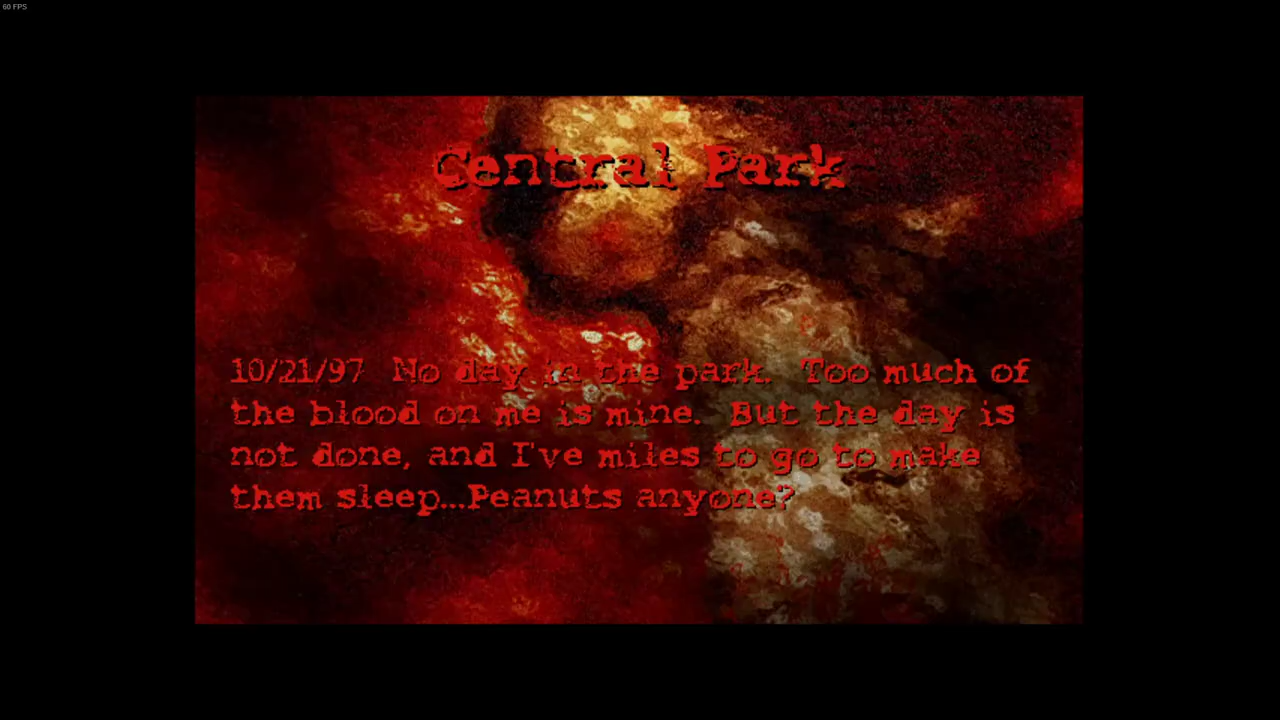 60 FPS
Central Park
10/21/97 No day in the park. Too much of
the blood on me is mine. But the day is
not done, and I've miles to go to make
them sleep...Peanuts anyone?